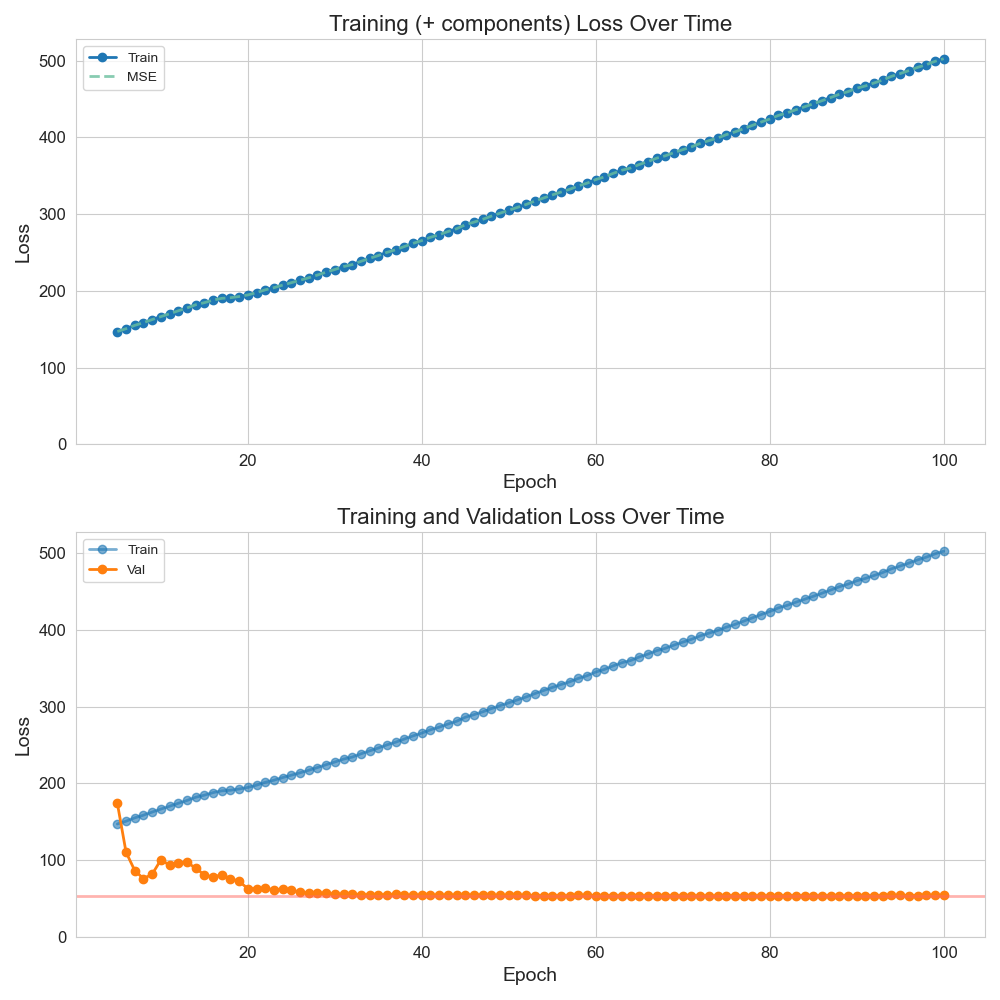 Training (+ components) Loss Over Time
Train
MSE
500
400
300
200
100
0
Loss
20 40 60 80 100
Epoch
Training and Validation Loss Over Time
Train
Val
500
400
300
200
100
0
Loss
20 40 60 80 100
Epoch